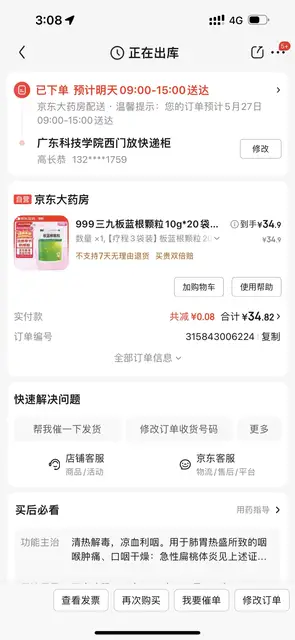 3:08
4G
正在出库
5+
已下单 预计明天 09:00-15:00 送达
京东大药房配送 · 温馨提示：您的订单预计5月27日
09:00-15:00送达
广东科技学院西门放快递柜
修改
高长恭 132****1759
自营 京东大药房
999三九板蓝根颗粒10g*20袋... 到手¥34.9
数量 ×1,【疗程3袋装】板蓝根颗粒 ¥34.9
不支持7天无理由退货 买贵双倍赔
加购物车 使用帮助
实付款 共减 ¥0.08 合计 ¥34.82
订单编号 315843006224 复制
全部订单信息
快速解决问题
帮我催一下发货 修改订单收货号码 更多
店铺客服 京东客服
商品/活动 物流/售后/平台
买后必看 用药指导
功能主治 清热解毒，凉血利咽。用于肺胃热盛所致的咽
喉肿痛、口咽干燥：急性扁桃体炎见上述证...
查看发票 再次购买 我要催单 修改订单